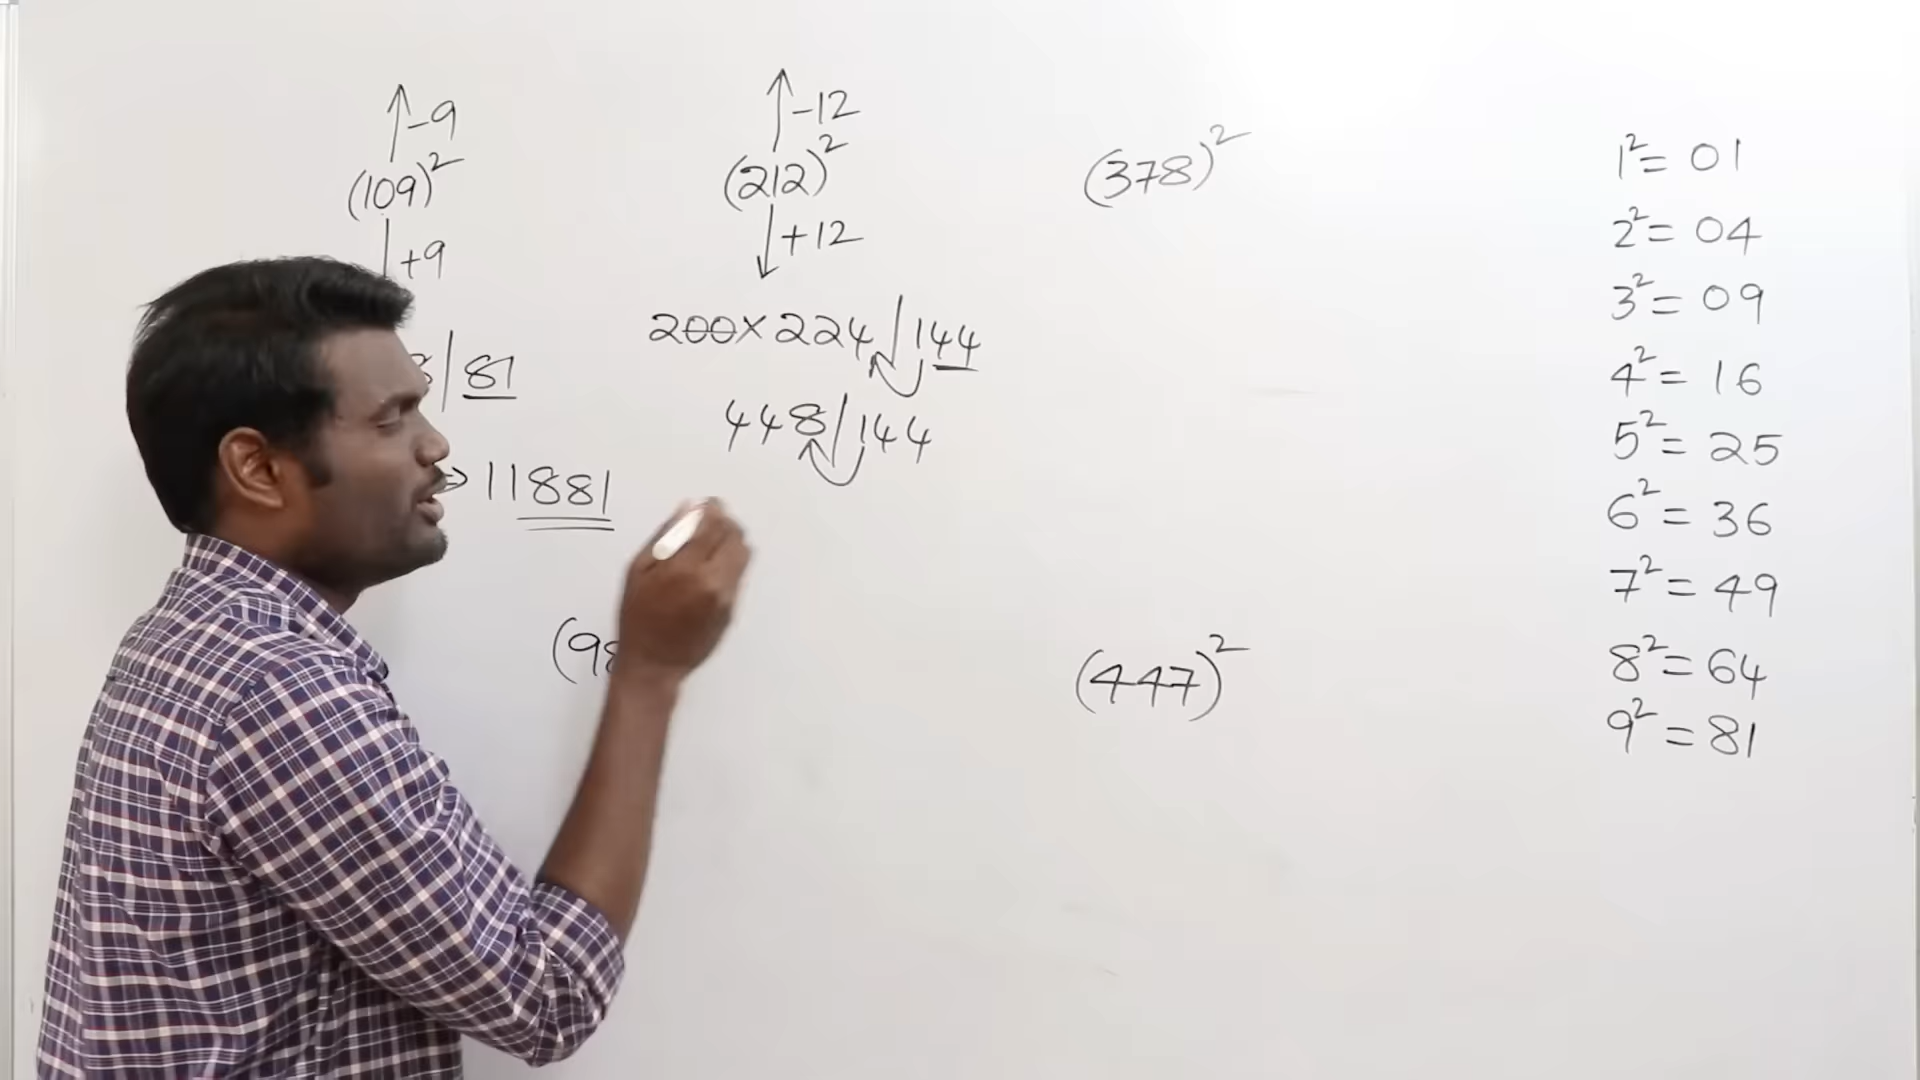 -9
(109)²
+9
81
→ 11881
-12
(212)²
+12
200×224/144
448/144
(378)²
(447)²
1² = 01
2² = 04
3² = 09
4² = 16
5² = 25
6² = 36
7² = 49
8² = 64
9² = 81